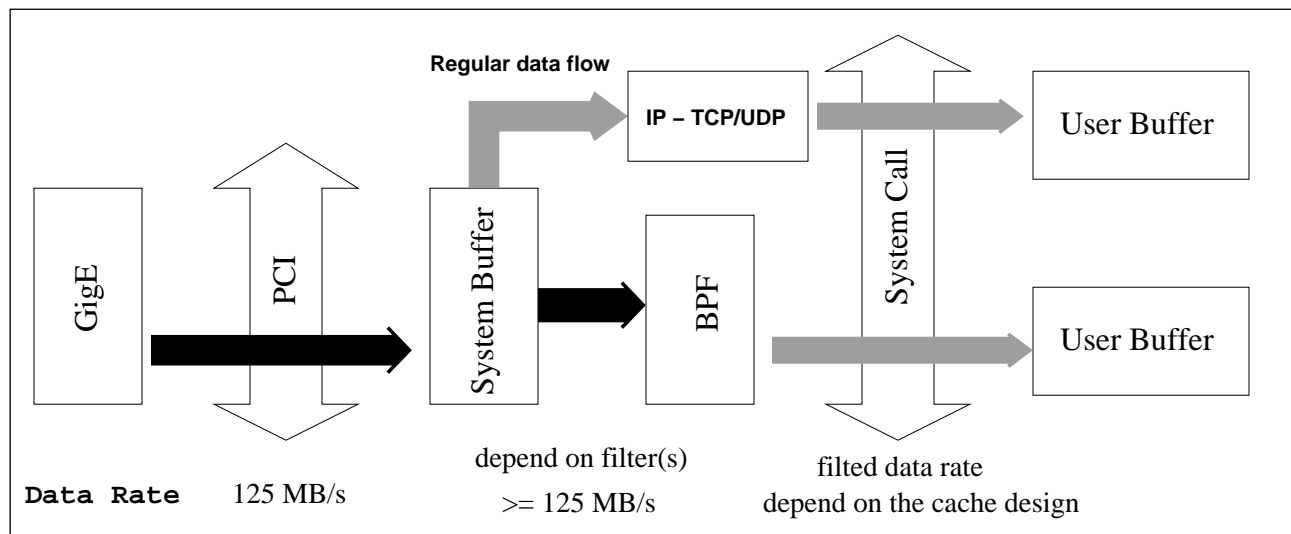 Regular data flow
IP – TCP/UDP
User Buffer
GigE
PCI
System Buffer
BPF
System Call
User Buffer
Data Rate
125 MB/s
depend on filter(s)
>= 125 MB/s
filted data rate
depend on the cache design